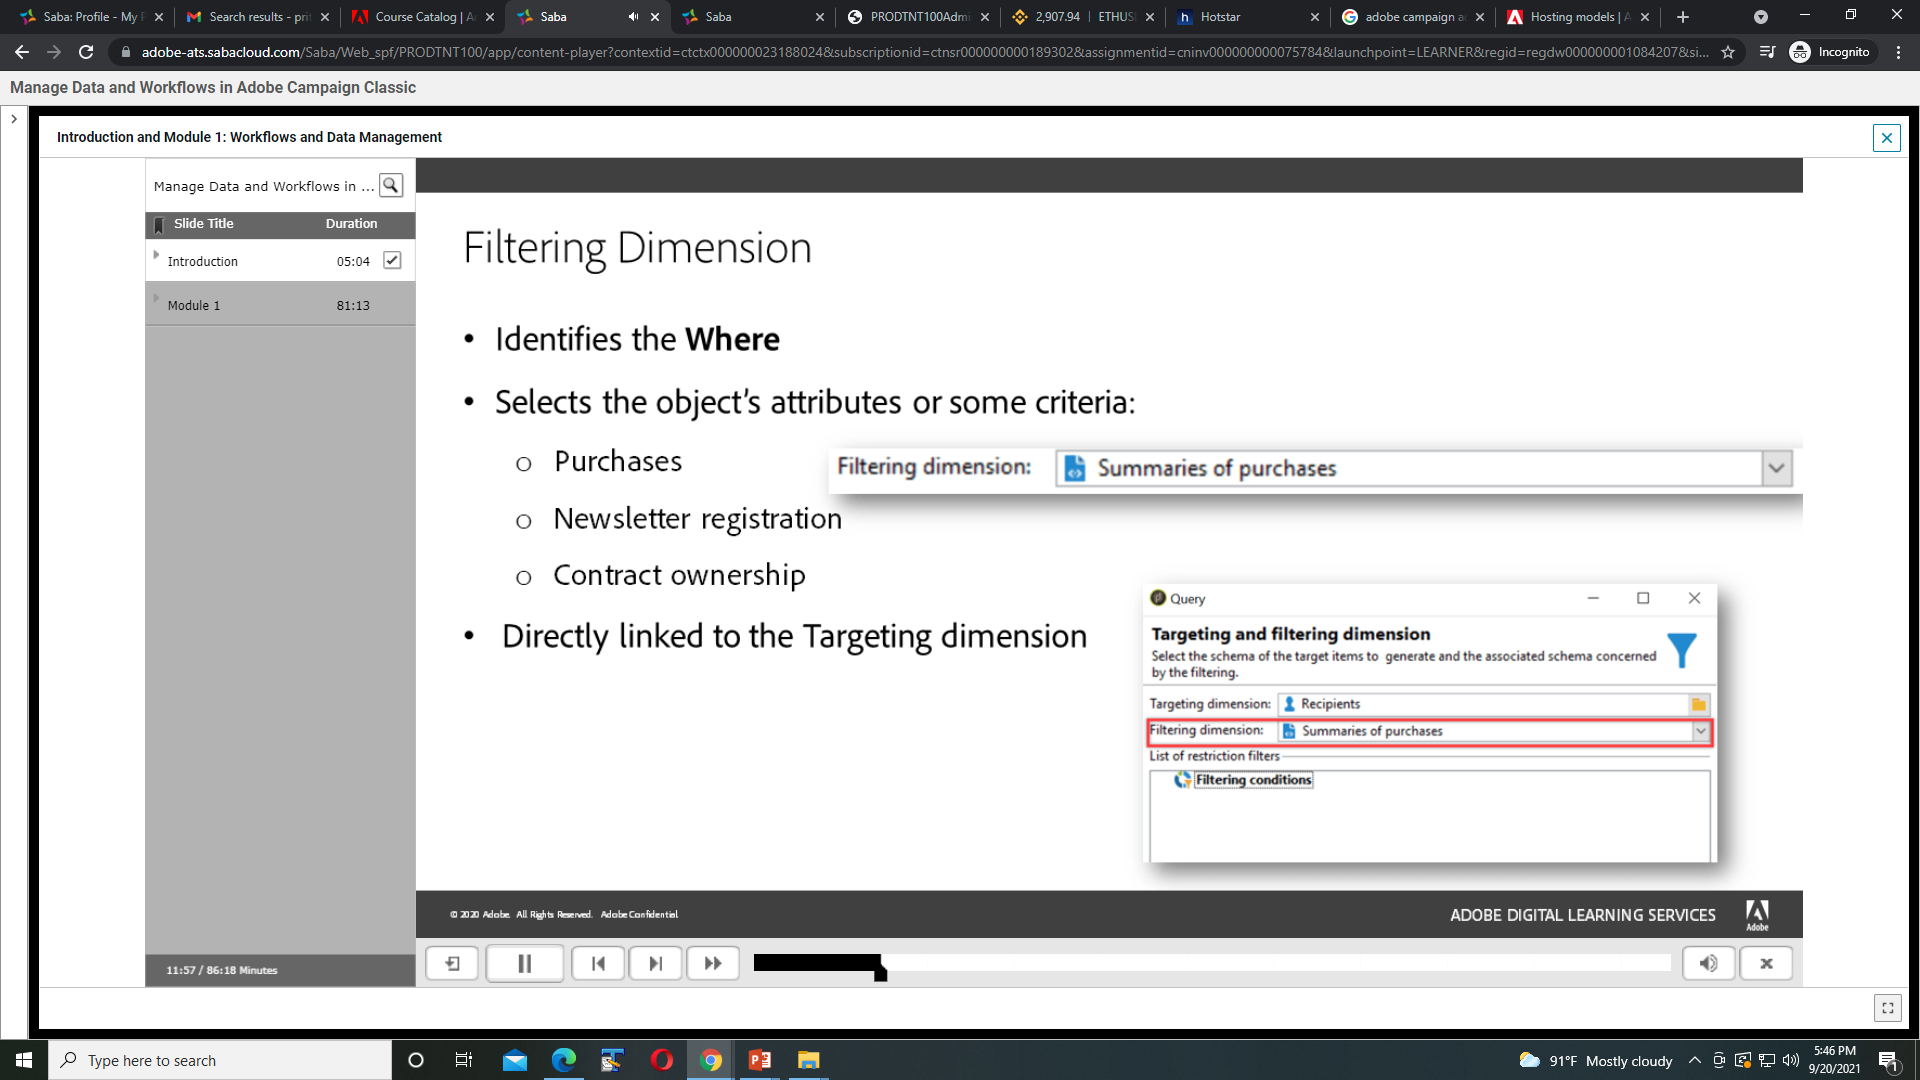 Saba: Profile - My P
Search results - prit
Course Catalog | Ad
Saba
Saba
PRODTNT100Admi
2,907.94 | ETHUSD
Hotstar
adobe campaign a
Hosting models | A
adobe-ats.sabacloud.com/Saba/Web_spf/PRODTNT100/app/content-player?contextid=ctctx000000023188024&subscriptionid=ctnsr0000000000189302&assignmentid=cninv000000000075784&launchpoint=LEARNER&regid=regdw000000001084207&si...
Incognito
Manage Data and Workflows in Adobe Campaign Classic
Introduction and Module 1: Workflows and Data Management
Manage Data and Workflows in ...
Slide Title Duration
Introduction 05:04
Module 1 81:13
Filtering Dimension
• Identifies the Where
• Selects the object's attributes or some criteria:
o Purchases
Filtering dimension: Summaries of purchases
o Newsletter registration
o Contract ownership
• Directly linked to the Targeting dimension
Query
Targeting and filtering dimension
Select the schema of the target items to generate and the associated schema concerned
by the filtering.
Targeting dimension: Recipients
Filtering dimension: Summaries of purchases
List of restriction filters
Filtering conditions
© 2020 Adobe. All Rights Reserved. Adobe Confidential
ADOBE DIGITAL LEARNING SERVICES
Adobe
11:57 / 86:18 Minutes
Type here to search
91°F Mostly cloudy
5:46 PM
9/20/2021
1